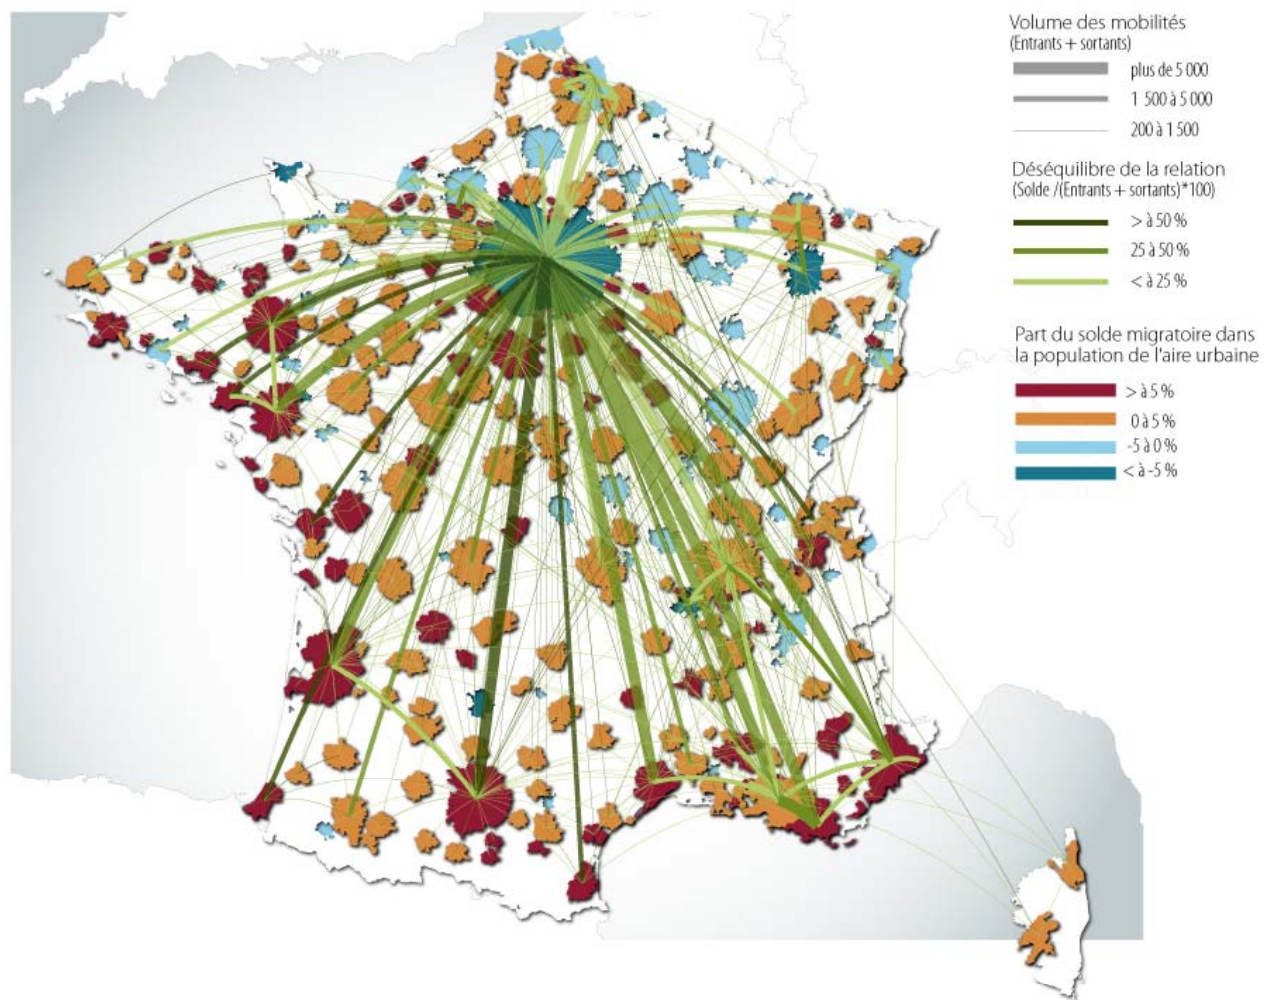 Volume des mobilités
(Entrants + sortants)
plus de 5 000
1 500 à 5 000
200 à 1 500
Déséquilibre de la relation
(Solde /(Entrants + sortants)*100)
> à 50 %
25 à 50 %
< à 25 %
Part du solde migratoire dans
la population de l'aire urbaine
> à 5 %
0 à 5 %
-5 à 0 %
< à -5 %